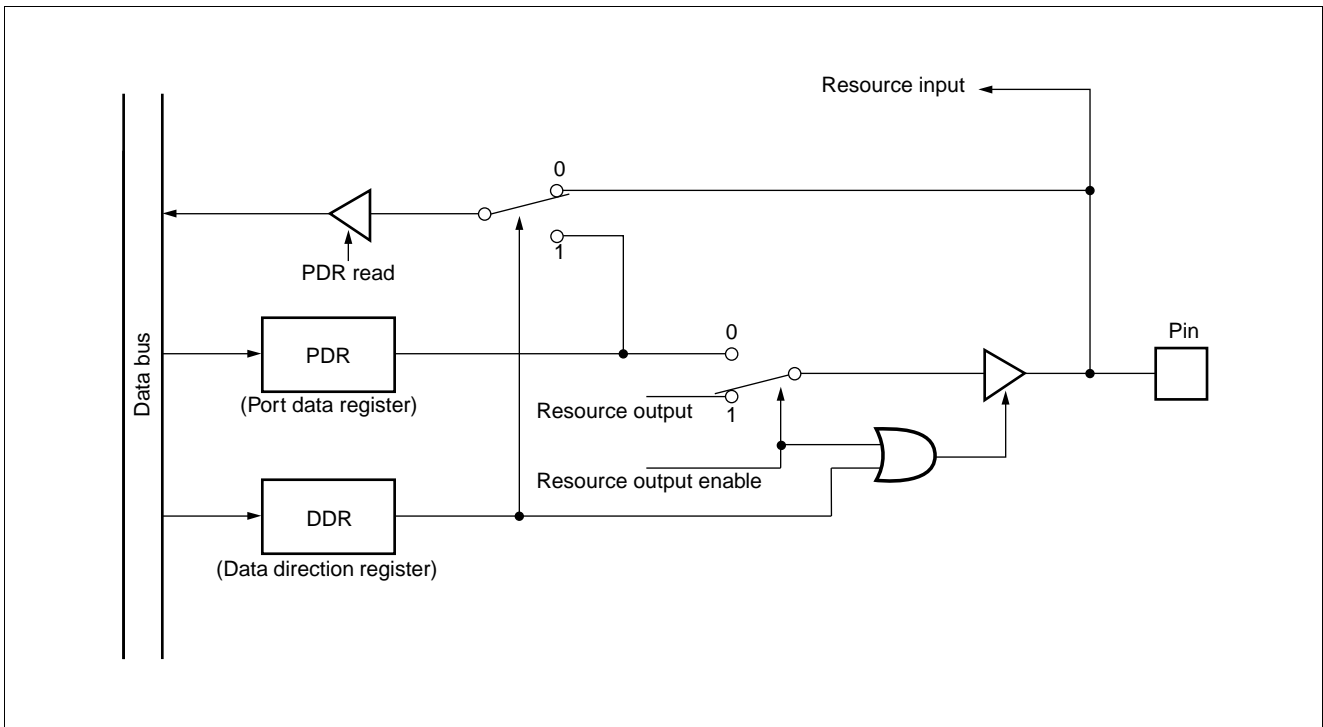 Resource input
0
1
PDR read
Data bus
PDR
(Port data register)
0
1
Pin
Resource output
Resource output enable
DDR
(Data direction register)